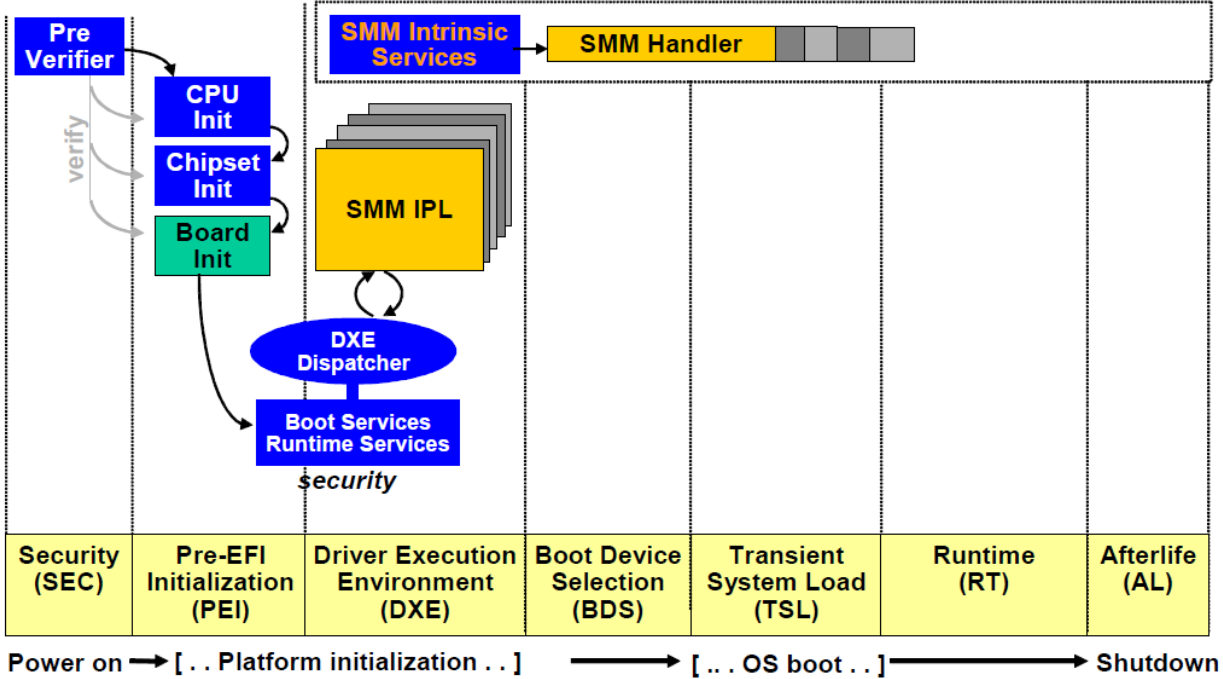 Pre
Verifier
SMM Intrinsic
Services
SMM Handler
CPU
Init
verify
Chipset
Init
SMM IPL
Board
Init
DXE
Dispatcher
Boot Services
Runtime Services
security
Security
(SEC)
Pre-EFI
Initialization
(PEI)
Driver Execution
Environment
(DXE)
Boot Device
Selection
(BDS)
Transient
System Load
(TSL)
Runtime
(RT)
Afterlife
(AL)
Power on [ . . Platform initialization . . ] [ ... . OS boot . . ] Shutdown